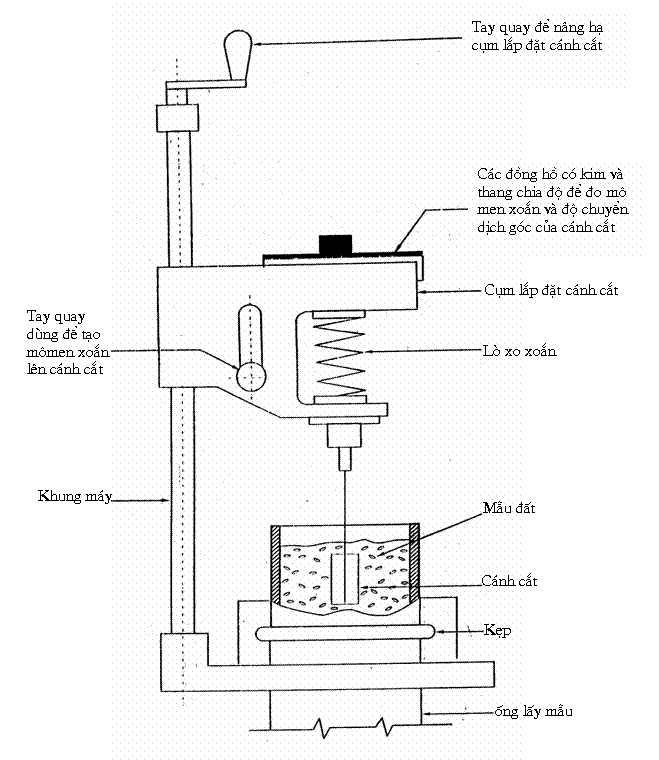 Tay quay để nâng hạ
cụm lắp đặt cánh cắt
Các đồng hồ có kim và
thang chia độ để đo mô
men xoắn và độ chuyển
dịch góc của cánh cắt
Cụm lắp đặt cánh cắt
Tay quay
dùng để tạo
mômen xoắn
lên cánh cắt
Lò xo xoắn
Khung máy
Mẫu đất
Cánh cắt
Kẹp
ống lấy mẫu